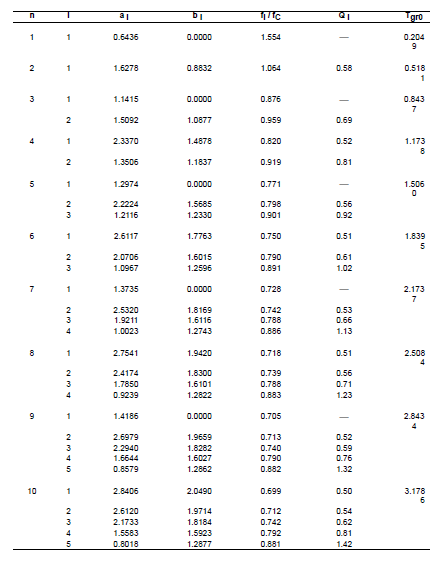 n I a I b I fI / fC Q I Tgr0
1 1 0.6436 0.0000 1.554 — 0.204
9
2 1 1.6278 0.8832 1.064 0.58 0.518
1
3 1 1.1415 0.0000 0.876 — 0.843
7
2 1.5092 1.0877 0.959 0.69
4 1 2.3370 1.4878 0.820 0.52 1.173
8
2 1.3506 1.1837 0.919 0.81
5 1 1.2974 0.0000 0.771 — 1.506
0
2 2.2224 1.5685 0.798 0.56
3 1.2116 1.2330 0.901 0.92
6 1 2.6117 1.7763 0.750 0.51 1.839
5
2 2.0706 1.6015 0.790 0.61
3 1.0967 1.2596 0.891 1.02
7 1 1.3735 0.0000 0.728 — 2.173
7
2 2.5320 1.8169 0.742 0.53
3 1.9211 1.6116 0.788 0.66
4 1.0023 1.2743 0.886 1.13
8 1 2.7541 1.9420 0.718 0.51 2.508
4
2 2.4174 1.8300 0.739 0.56
3 1.7850 1.6101 0.788 0.71
4 0.9239 1.2822 0.883 1.23
9 1 1.4186 0.0000 0.705 — 2.843
4
2 2.6979 1.9659 0.713 0.52
3 2.2940 1.8282 0.740 0.59
4 1.6644 1.6027 0.790 0.76
5 0.8579 1.2862 0.882 1.32
10 1 2.8406 2.0490 0.699 0.50 3.178
6
2 2.6120 1.9714 0.712 0.54
3 2.1733 1.8184 0.742 0.62
4 1.5583 1.5923 0.792 0.81
5 0.8018 1.2877 0.881 1.42